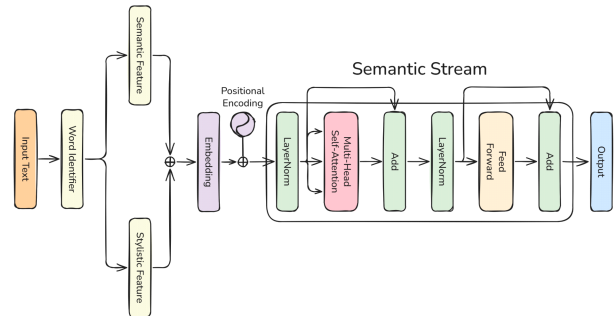 Semantic Stream
Input Text
Word Identifier
Semantic Feature
Stylistic Feature
Embedding
Positional
Encoding
LayerNorm
Multi-Head
Self-Attention
Add
LayerNorm
Feed
Forward
Add
Output